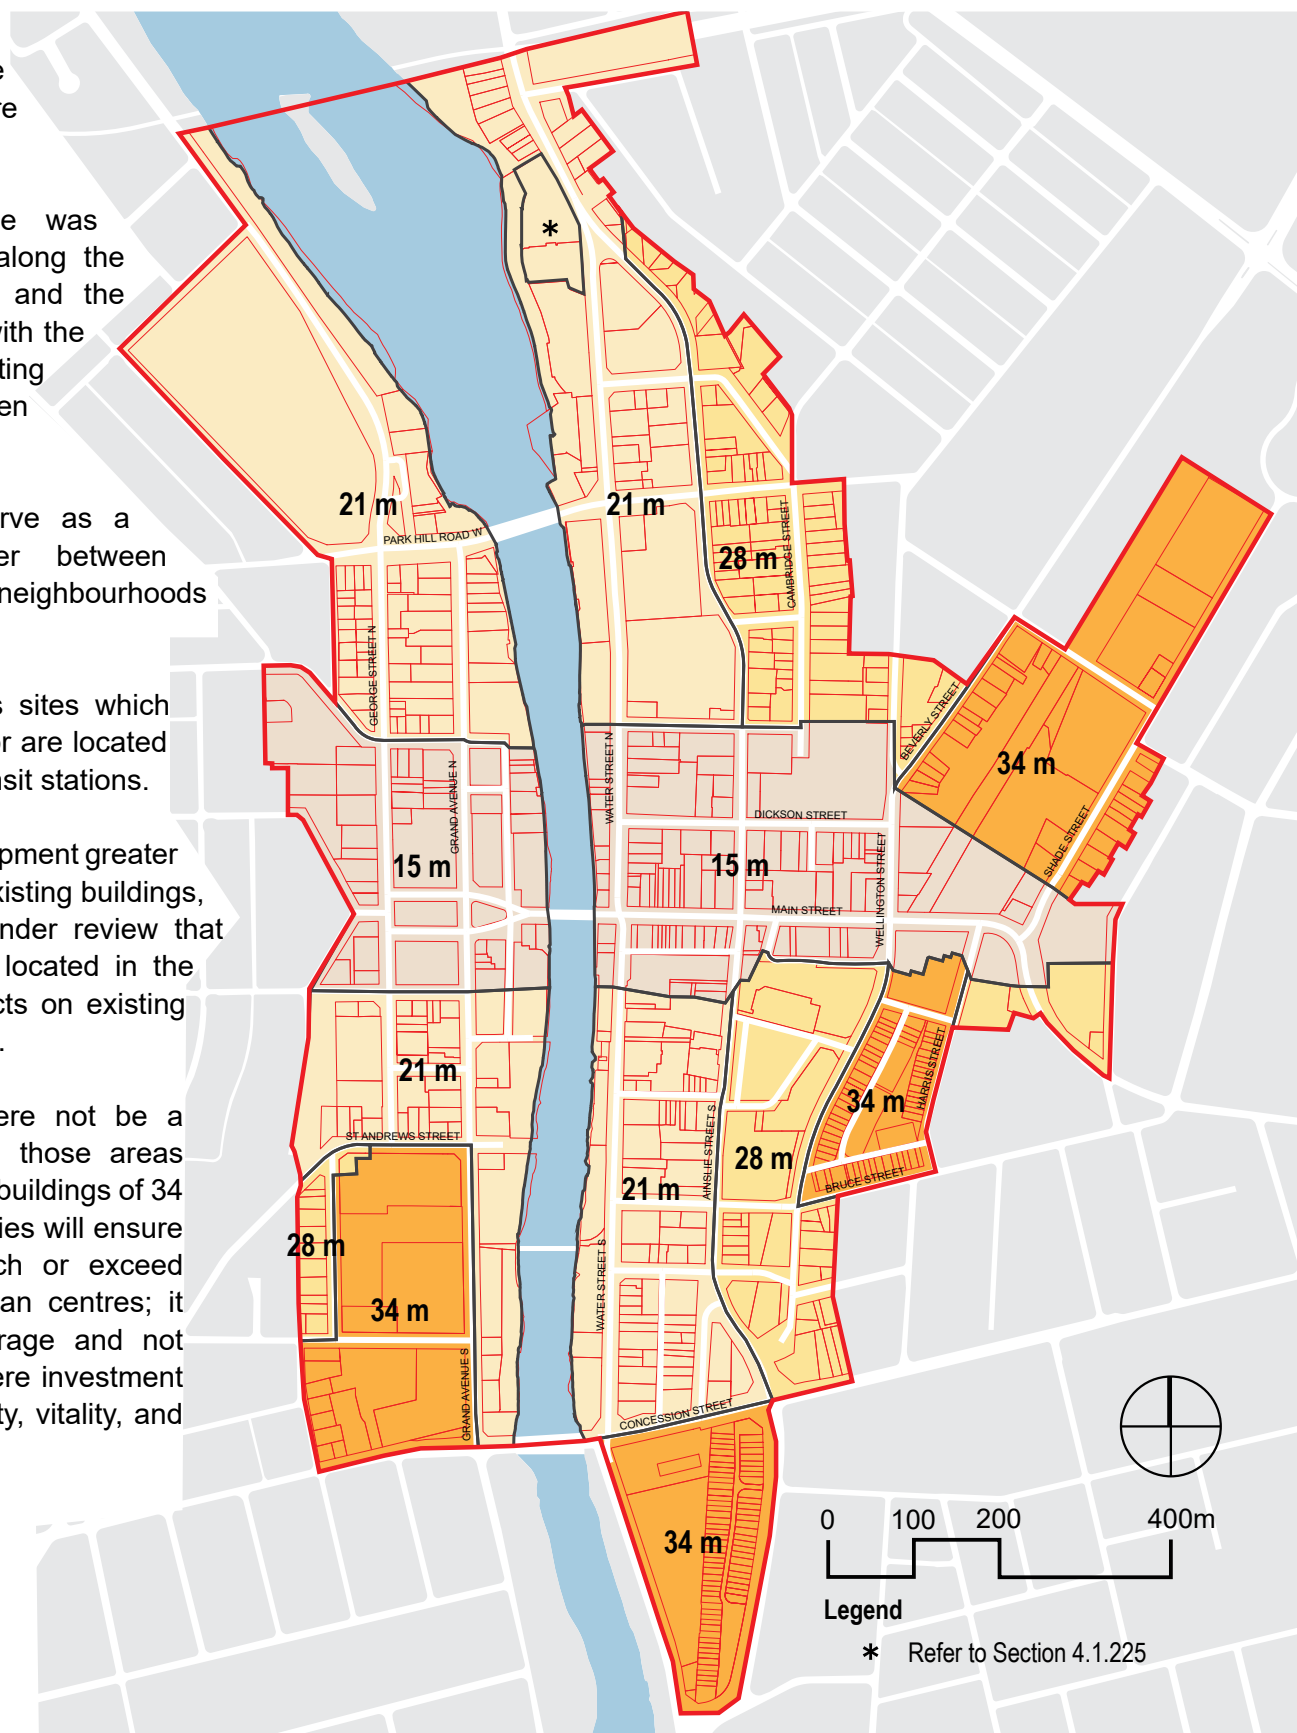 re
e was
along the
and the
with the
ting
en
rve as a
er between
neighbourhoods
s sites which
or are located
nsit stations.
pment greater
xisting buildings,
nder review that
located in the
cts on existing
.
ere not be a
those areas
buildings of 34
ies will ensure
ch or exceed
an centres; it
rage and not
ere investment
ty, vitality, and
*
21 m
21 m
PARK HILL ROAD W
28 m
CAMBRIDGE STREET
GEORGE STREET N
BEVERLY STREET
34 m
GRAND AVENUE N
WATER STREET N
DICKSON STREET
SHADE STREET
15 m
15 m
WELLINGTON STREET
MAIN STREET
21 m
34 m
HARRIS STREET
ST ANDREWS STREET
AINSLIE STREET S
28 m
BRUCE STREET
21 m
28 m
WATER STREET S
34 m
GRAND AVENUE S
CONCESSION STREET
34 m
0 100 200 400m
Legend
* Refer to Section 4.1.225